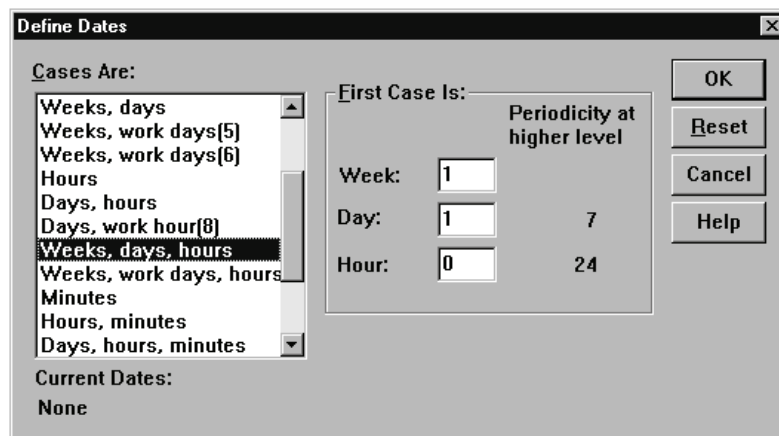 Define Dates
Cases Are:
Weeks, days
Weeks, work days(5)
Weeks, work days(6)
Hours
Days, hours
Days, work hour(8)
Weeks, days, hours
Weeks, work days, hours
Minutes
Hours, minutes
Days, hours, minutes
Current Dates:
None
First Case Is:
Periodicity at
higher level
Week: 1
Day: 1 7
Hour: 0 24
OK
Reset
Cancel
Help